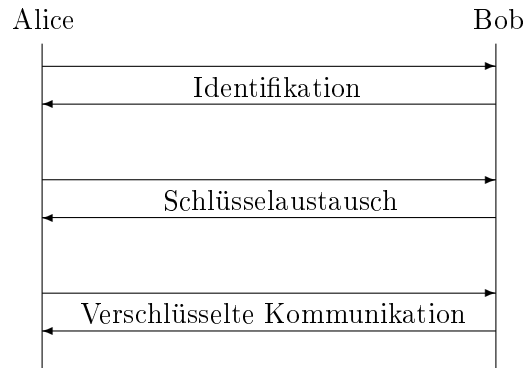 Alice Bob
Identifikation
Schlüsselaustausch
Verschlüsselte Kommunikation